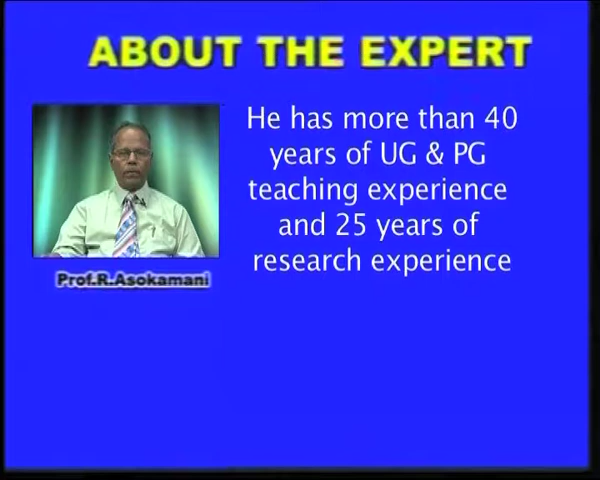 ABOUT THE EXPERT
He has more than 40
years of UG & PG
teaching experience
and 25 years of
research experience
Prof.R.Asokamani